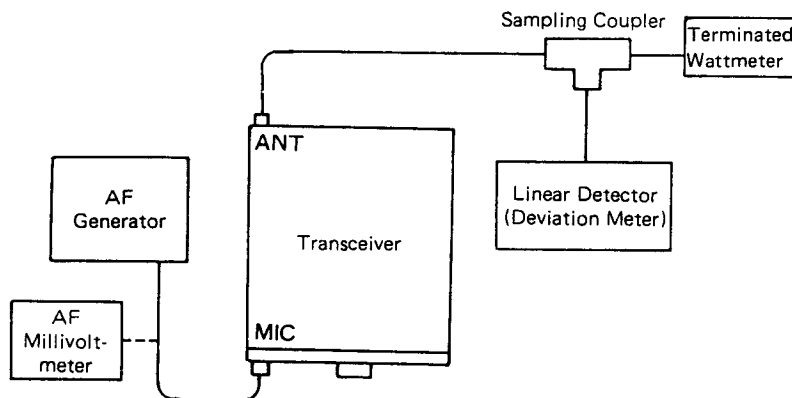 Sampling Coupler
Terminated
Wattmeter
ANT
AF
Generator
Linear Detector
(Deviation Meter)
Transceiver
AF
Millivolt-
meter
MIC